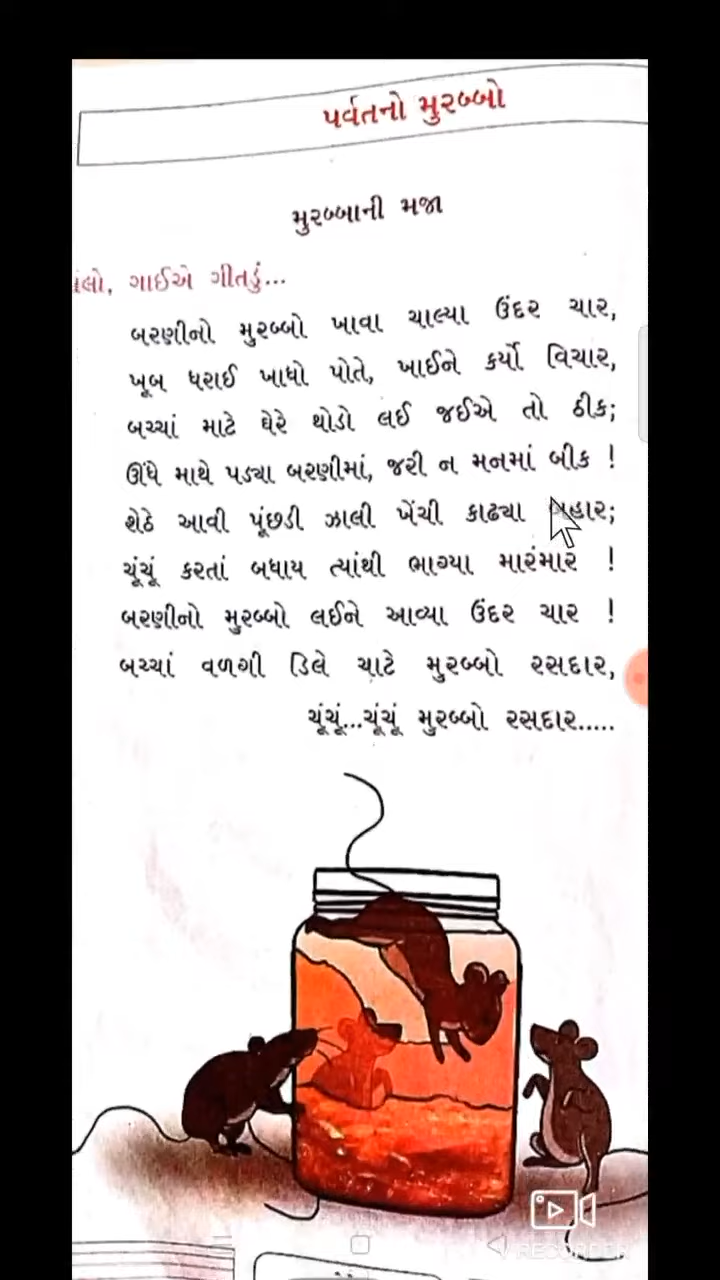 પર્વતનો મુરબ્બો
મુરબ્બાની મજા
ગાઈએ ગીતડું...
બરણીનો મુરબ્બો ખાવા ચાલ્યા ઉંદર ચાર,
ખૂબ ધરાઈ ખાધો પોતે, ખાઈને કર્યો વિચાર,
બચ્ચાં માટે ઘેરે થોડો લઈ જઈએ તો ઠીક;
ઊંધે માથે પડ્યા બરણીમાં, જરી ન મનમાં બીક !
શેઠે આવી પૂંછડી ઝાલી ખેંચી કાઢ્યા બહાર;
ચૂંચૂં કરતાં બધાય ત્યાંથી ભાગ્યા મારંમાર !
બરણીનો મુરબ્બો લઈને આવ્યા ઉંદર ચાર !
બચ્ચાં વળગી ડિલે ચાટે મુરબ્બો રસદાર,
ચૂંચૂં...ચૂંચૂં મુરબ્બો રસદાર.....
RECORDER